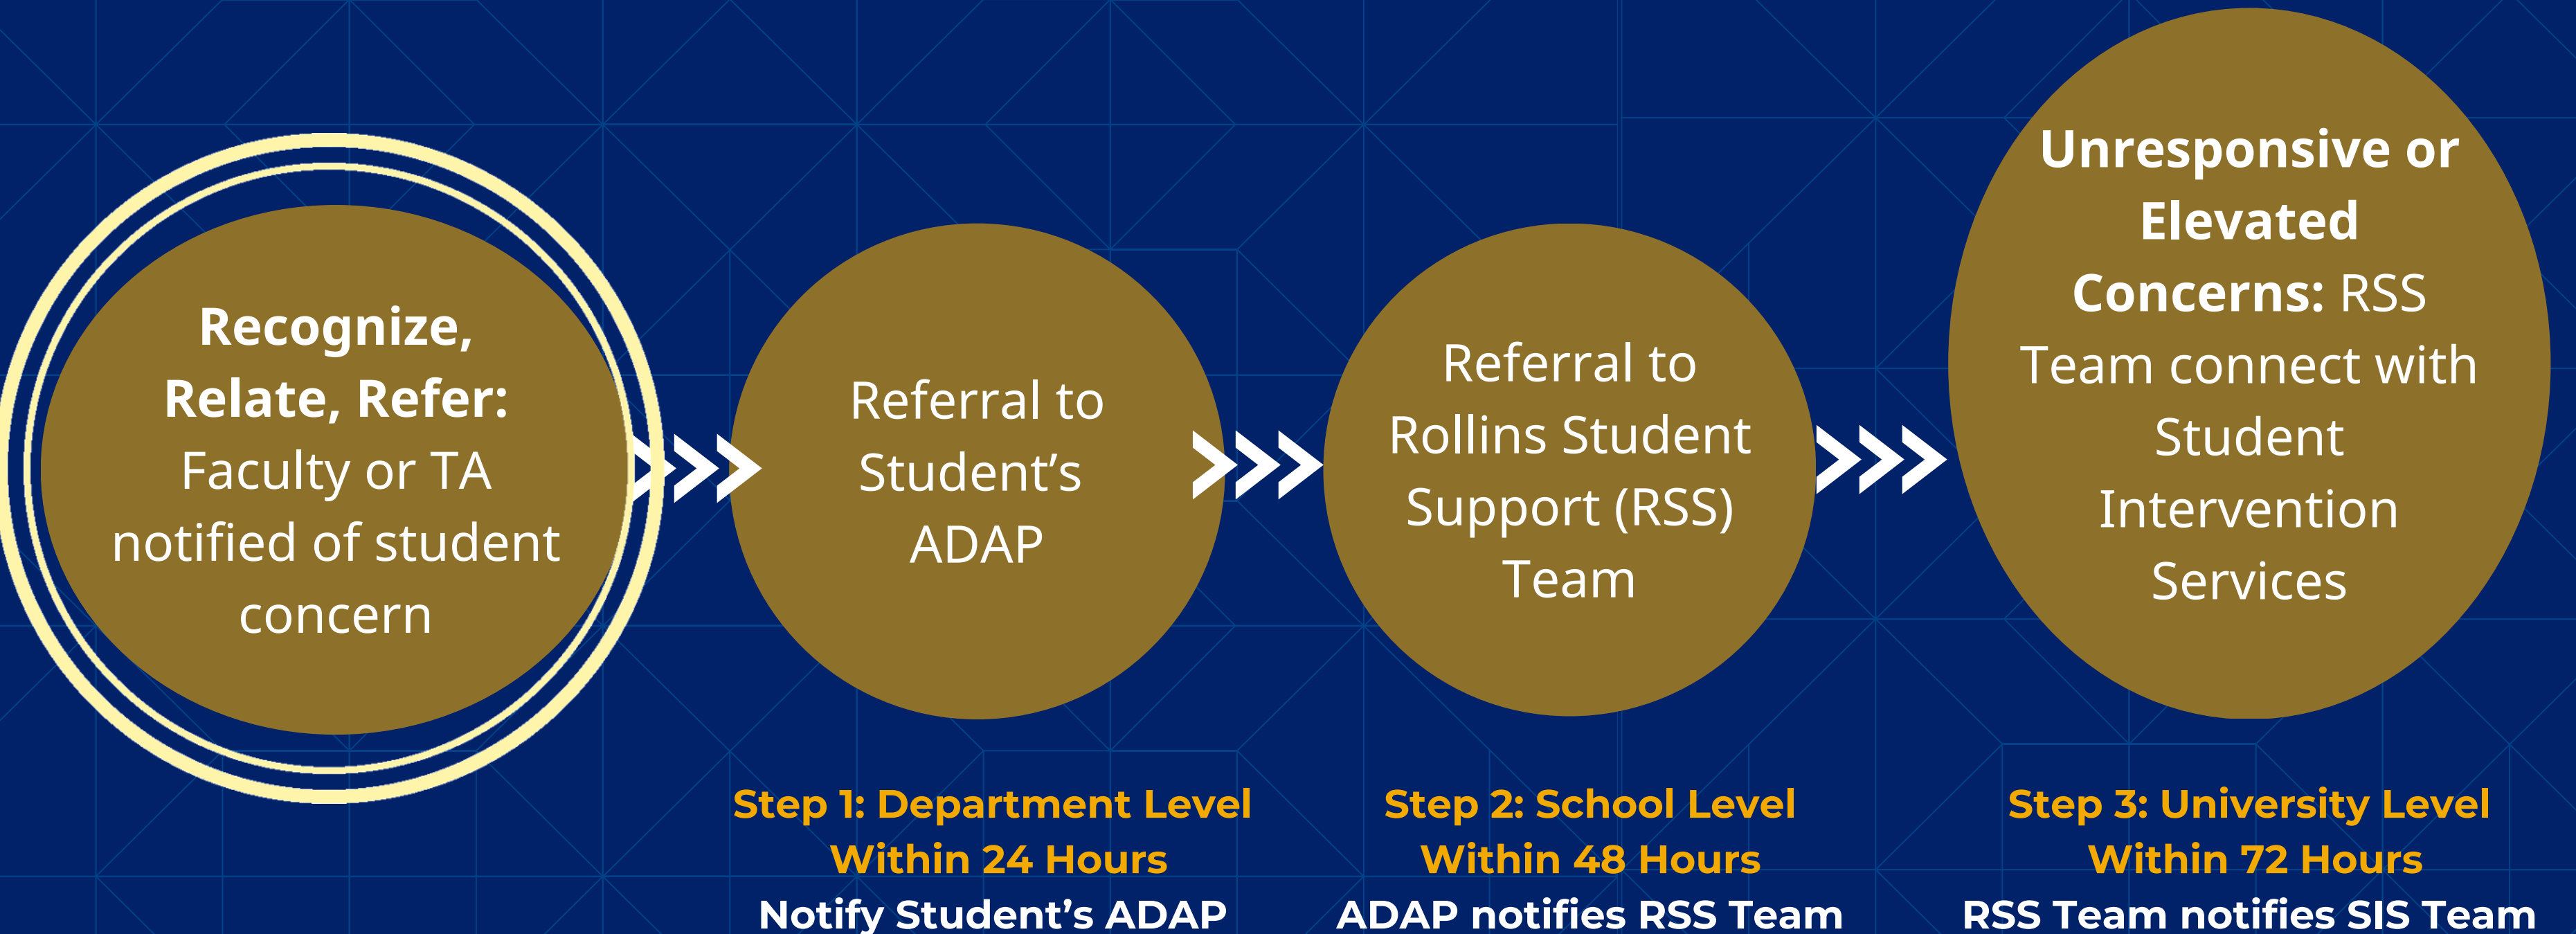 Recognize,
Relate, Refer:
Faculty or TA
notified of student
concern
Referral to
Student’s
ADAP
Referral to
Rollins Student
Support (RSS)
Team
Unresponsive or
Elevated
Concerns: RSS
Team connect with
Student
Intervention
Services
Step 1: Department Level
Within 24 Hours
Notify Student’s ADAP
Step 2: School Level
Within 48 Hours
ADAP notifies RSS Team
Step 3: University Level
Within 72 Hours
RSS Team notifies SIS Team